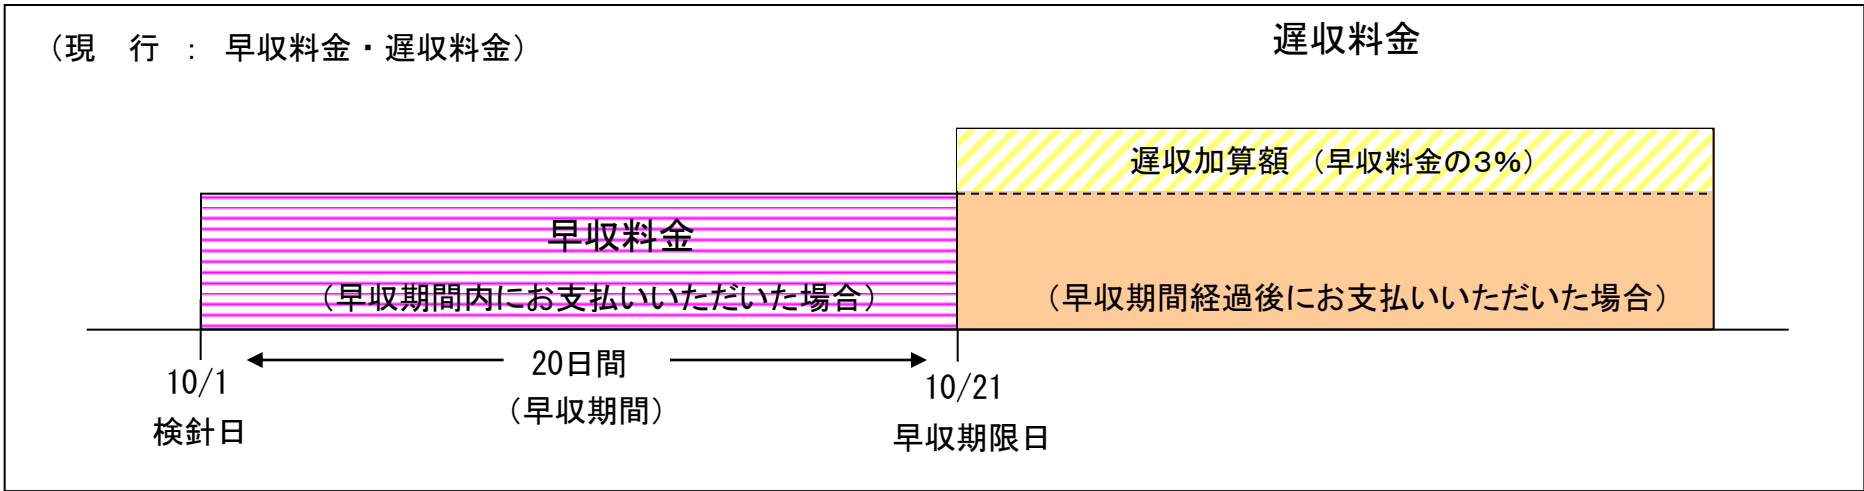 （現　行　：　早収料金・遅収料金）
遅収料金
遅収加算額 （早収料金の３％）
早収料金
（早収期間内にお支払いいただいた場合）
（早収期間経過後にお支払いいただいた場合）
20日間
（早収期間）
10/1
検針日
10/21
早収期限日